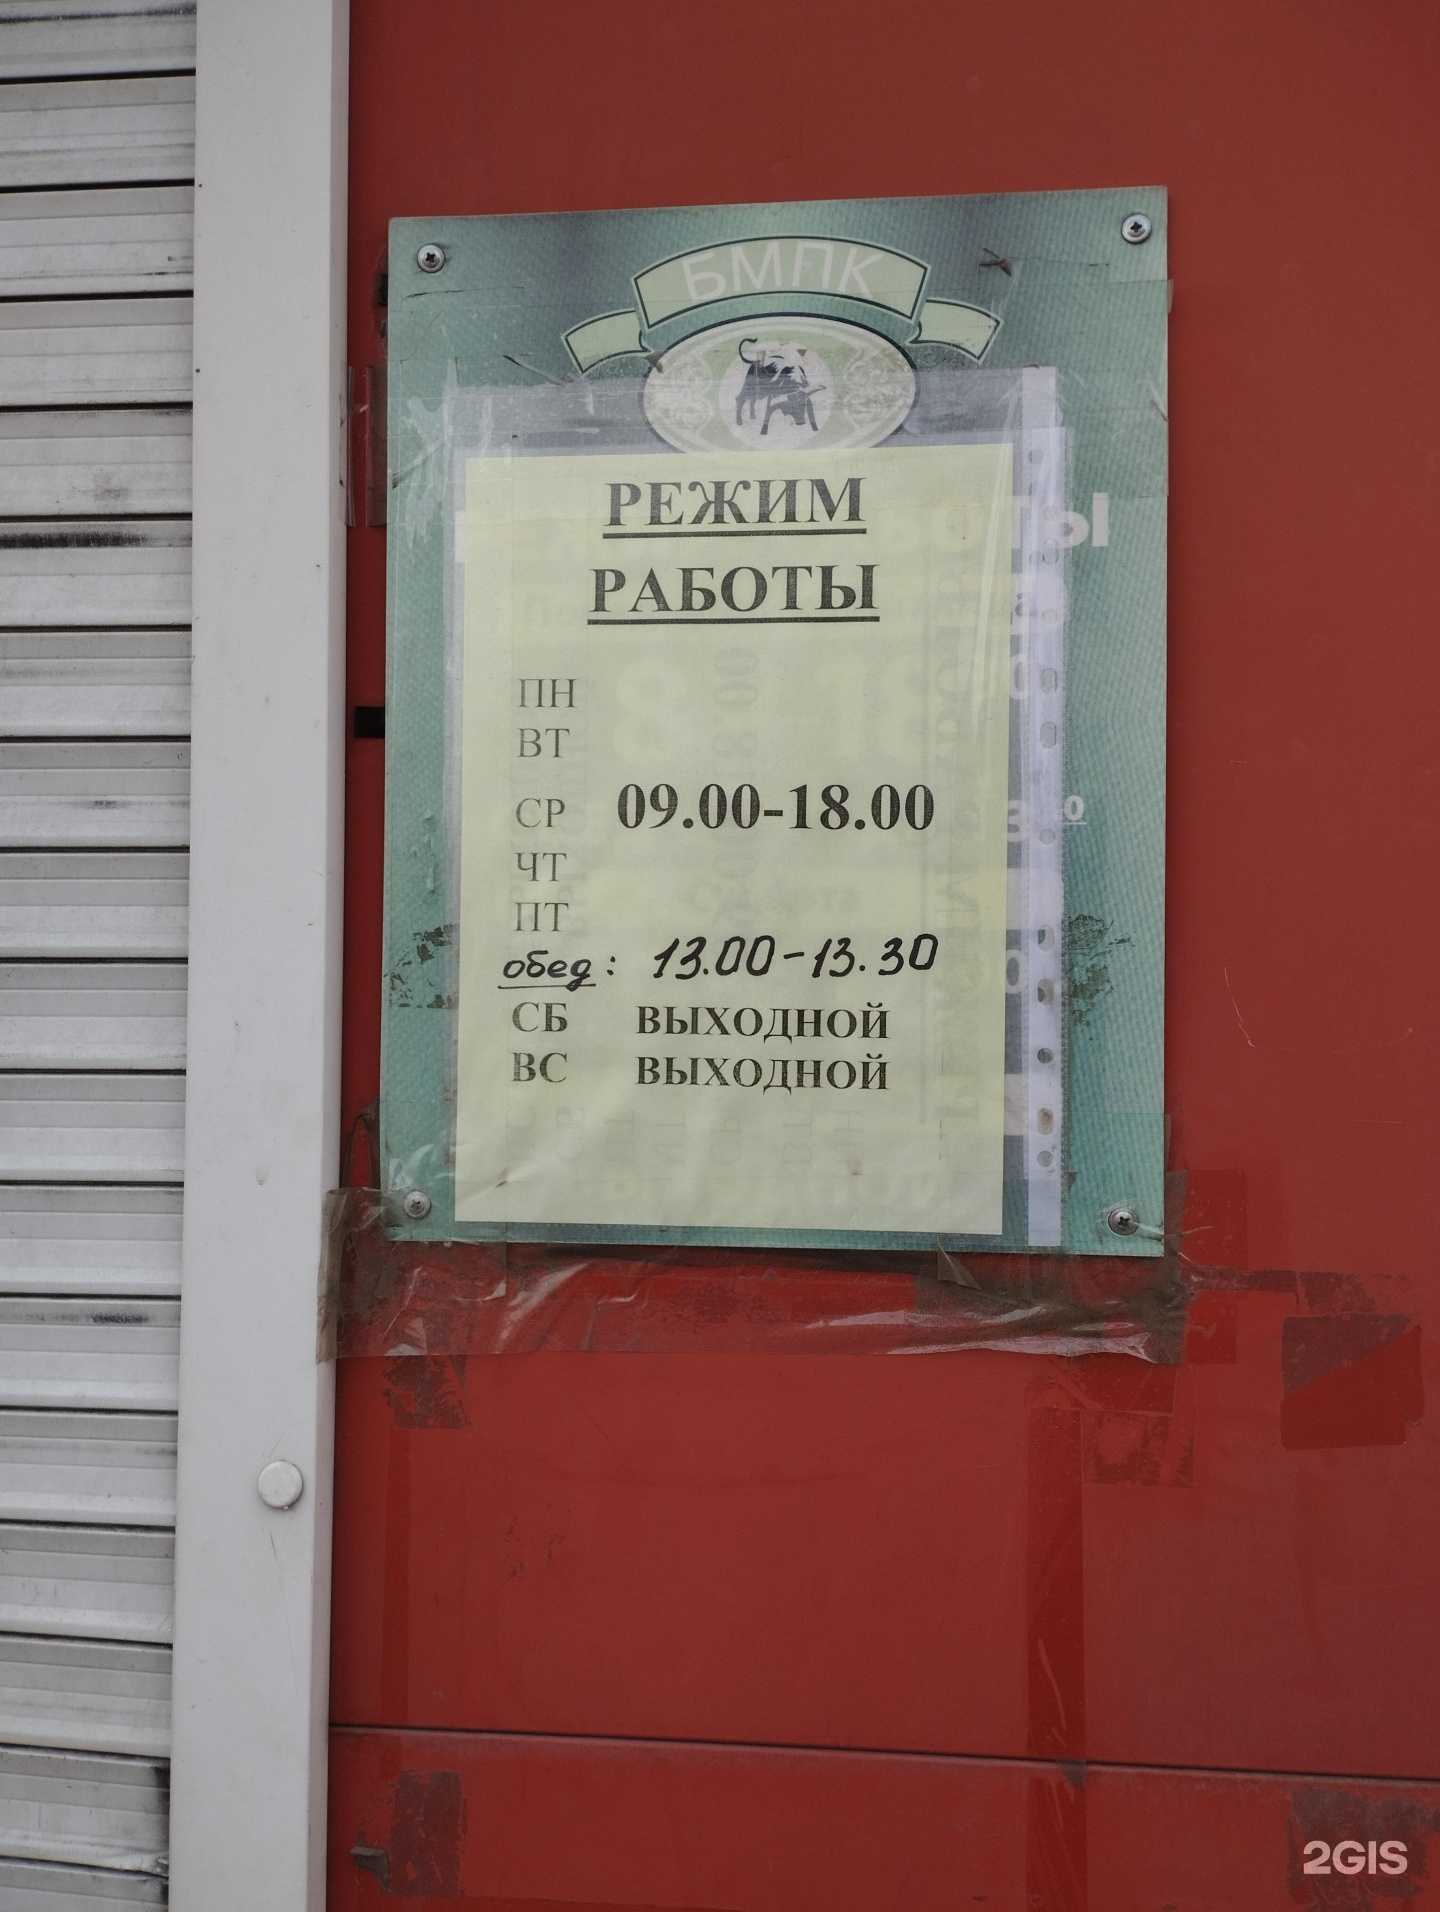 БМПК
РЕЖИМ
РАБОТЫ
ПН
ВТ
СР 09.00-18.00
ЧТ
ПТ
обед: 13.00-13.30
СБ ВЫХОДНОЙ
ВС ВЫХОДНОЙ
2GIS